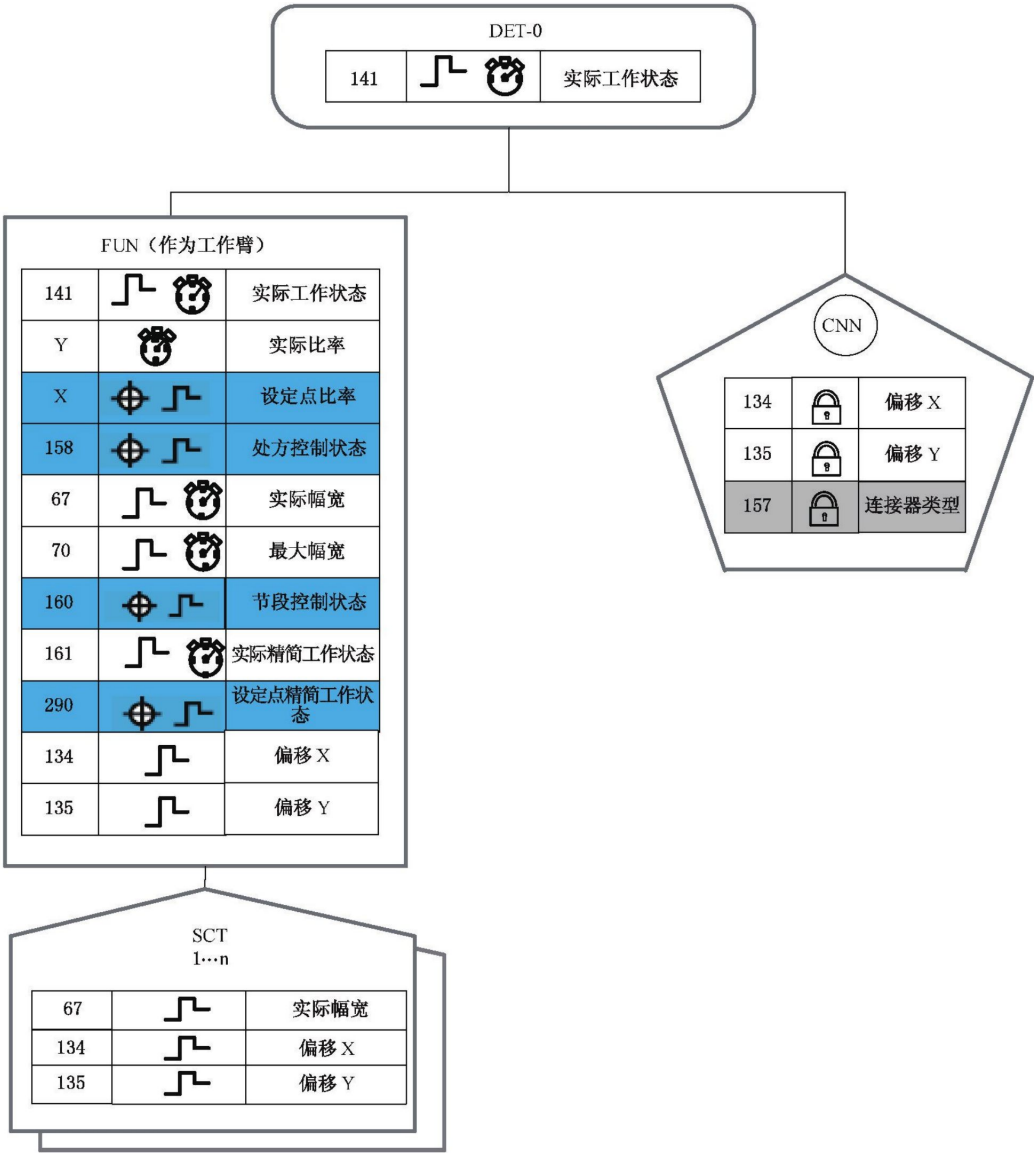 DET-0
141 实际工作状态
FUN（作为工作臂）
141 实际工作状态
Y 实际比率
X 设定点比率
158 处方控制状态
67 实际幅宽
70 最大幅宽
160 节段控制状态
161 实际精简工作状态
290 设定点精简工作状
态
134 偏移 X
135 偏移 Y
CNN
134 偏移 X
135 偏移 Y
157 连接器类型
SCT
1…n
67 实际幅宽
134 偏移 X
135 偏移 Y